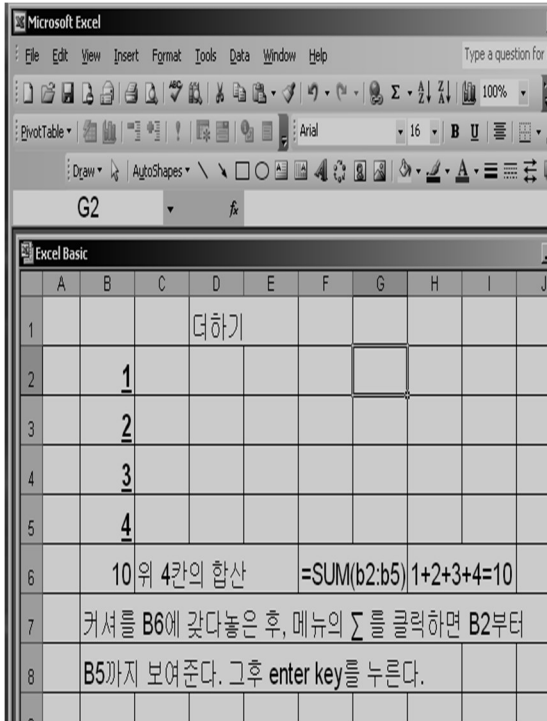 Microsoft Excel
File Edit View Insert Format Tools Data Window Help Type a question for
100%
PivotTable Arial 16 B U
Draw AutoShapes A
G2 fx
Excel Basic
A B C D E F G H I J
1 더하기
2 1
3 2
4 3
5 4
6 10 위 4칸의 합산 =SUM(b2:b5) 1+2+3+4=10
7 커셔를 B6에 갖다놓은 후, 메뉴의 ∑ 를 클릭하면 B2부터
8 B5까지 보여준다. 그후 enter key를 누른다.